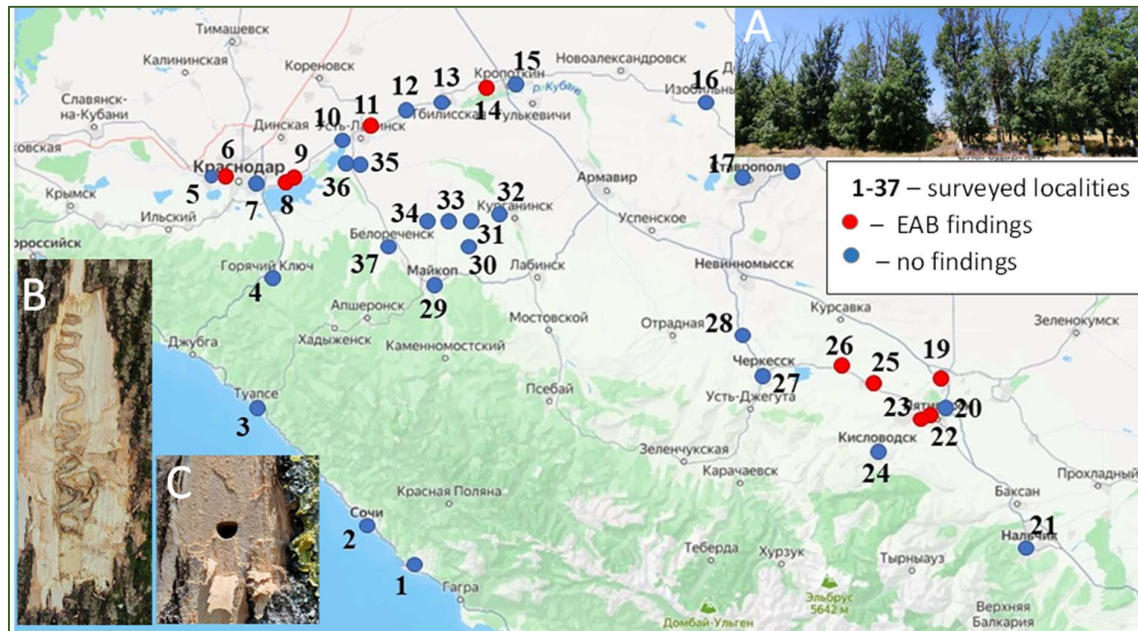 A
B
C
1-37 – surveyed localities
– EAB findings
– no findings
Тимашевск
Калининская
Кореновск
Кропоткин
Новоалександровск
Славянск-
на-Кубани
Динская
р. Кубань
Изобильны
Тбилисская
Краснодар
Крымск
Ильский
Армавир
Успенское
Курганинск
Белореченск
Горячий Ключ
Майкоп
Лабинск
Невинномысск
Апшеронск
Хадыженск
Мостовской
Отрадная
Курсавка
Зеленокумск
Джубга
Каменномостский
Черкесск
Туапсе
Псебай
Усть-Джегута
Кисловодск
Зеленчукская
Карачаевск
Прохладный
Красная Поляна
Баксан
Сочи
Нальчик
Теберда
Хурзук
Тырныауз
Гагра
Эльбрус
5642 м
Верхняя
Балкария
Домбай-Ульген
1
2
3
4
5
6
7
8
9
10
11
12
13
14
15
16
17
19
20
21
22
23
24
25
26
27
28
29
30
31
32
33
34
35
36
37